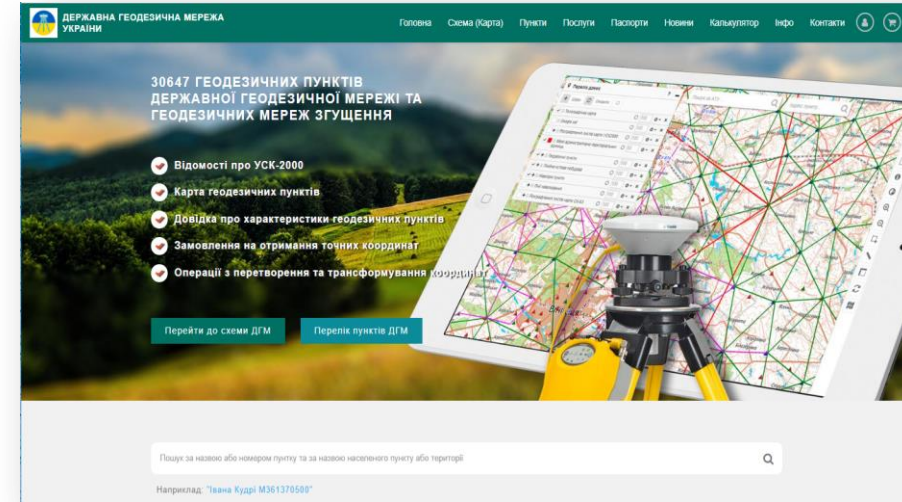 ДЕРЖАВНА ГЕОДЕЗИЧНА МЕРЕЖА
УКРАЇНИ
Головна Схема (Карта) Пункти Послуги Паспорти Новини Калькулятор Інфо Контакти
30647 ГЕОДЕЗИЧНИХ ПУНКТІВ
ДЕРЖАВНОЇ ГЕОДЕЗИЧНОЇ МЕРЕЖІ ТА
ГЕОДЕЗИЧНИХ МЕРЕЖ ЗГУЩЕННЯ
Відомості про УСК-2000
Карта геодезичних пунктів
Довідка про характеристики геодезичних пунктів
Замовлення на отримання точних координат
Операції з перетворення та трансформування координат
Перейти до схеми ДГМ
Перелік пунктів ДГМ
Пошук за назвою або номером пункту та за назвою населеного пункту або території
Наприклад: "Івана Кудрі М361370500"